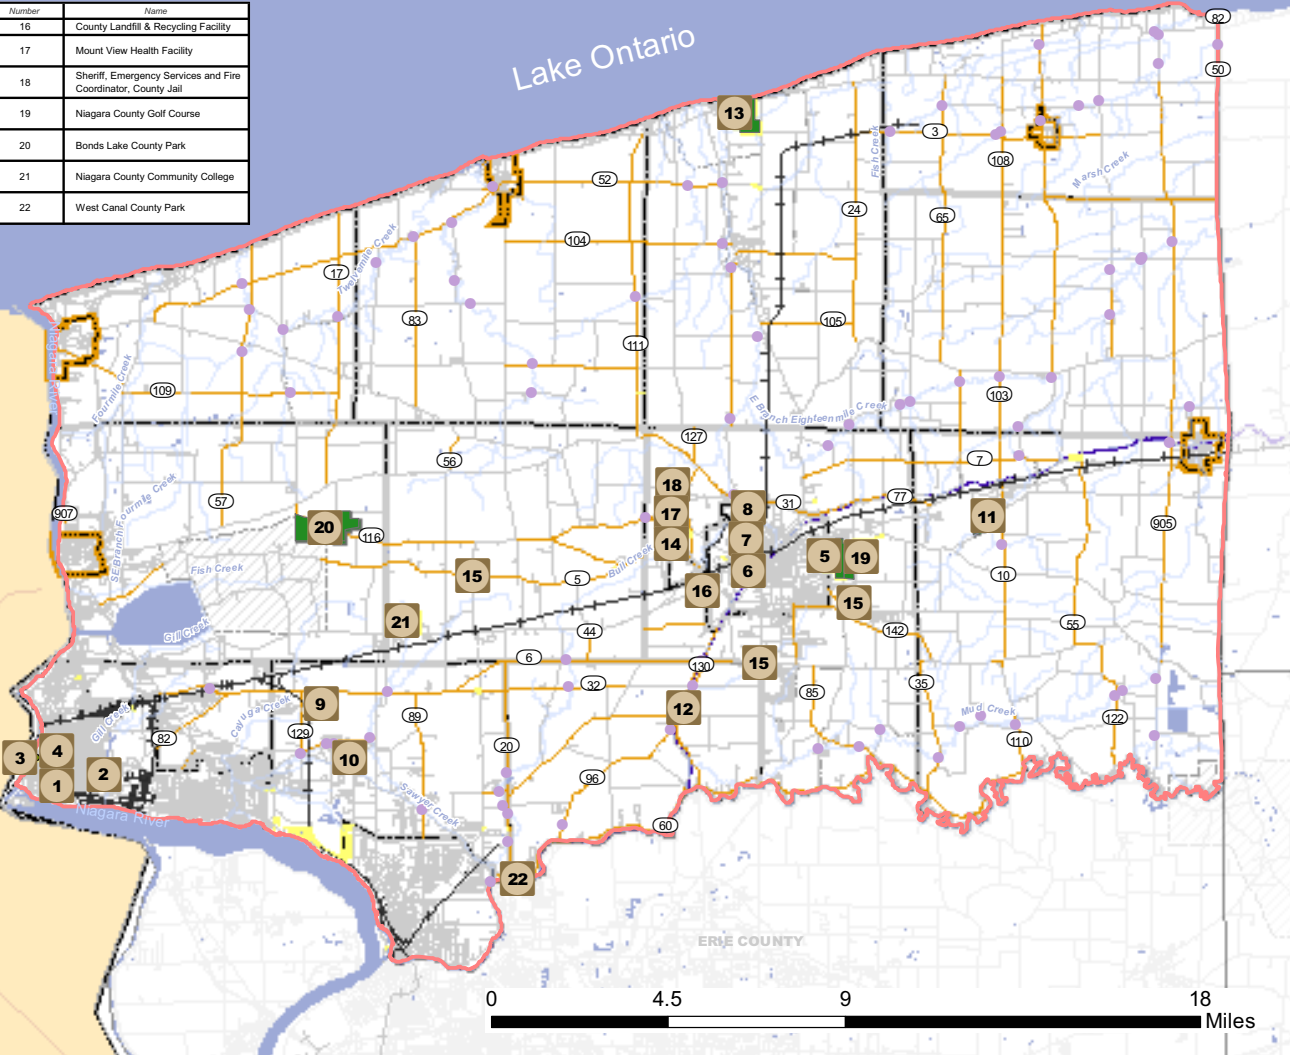 Number Name
16 County Landfill & Recycling Facility
17 Mount View Health Facility
18 Sheriff, Emergency Services and Fire
Coordinator, County Jail
19 Niagara County Golf Course
20 Bonds Lake County Park
21 Niagara County Community College
22 West Canal County Park
Lake Ontario
82
50
13
3
108
Fish Creek
Marsh Creek
52
24
65
104
17
Twelvemile Creek
83
105
111
Niagara River
109
Fourmile Creek
103
E Branch Eighteenmile Creek
127
56
7
18
57
77
31
8
907
SE Branch Fourmile Creek
17
11
905
20
116
14
7
5
19
Bull Creek
Fish Creek
15
5
6
10
16
15
21
55
Gill Creek
44
142
6
130
15
32
35
85
9
12
89
Mud Creek
122
Gill Creek
Cayuga Creek
129
82
20
110
3
4
10
2
1
96
Sawyer Creek
Niagara River
60
22
ERIE COUNTY
0 4.5 9 18
Miles